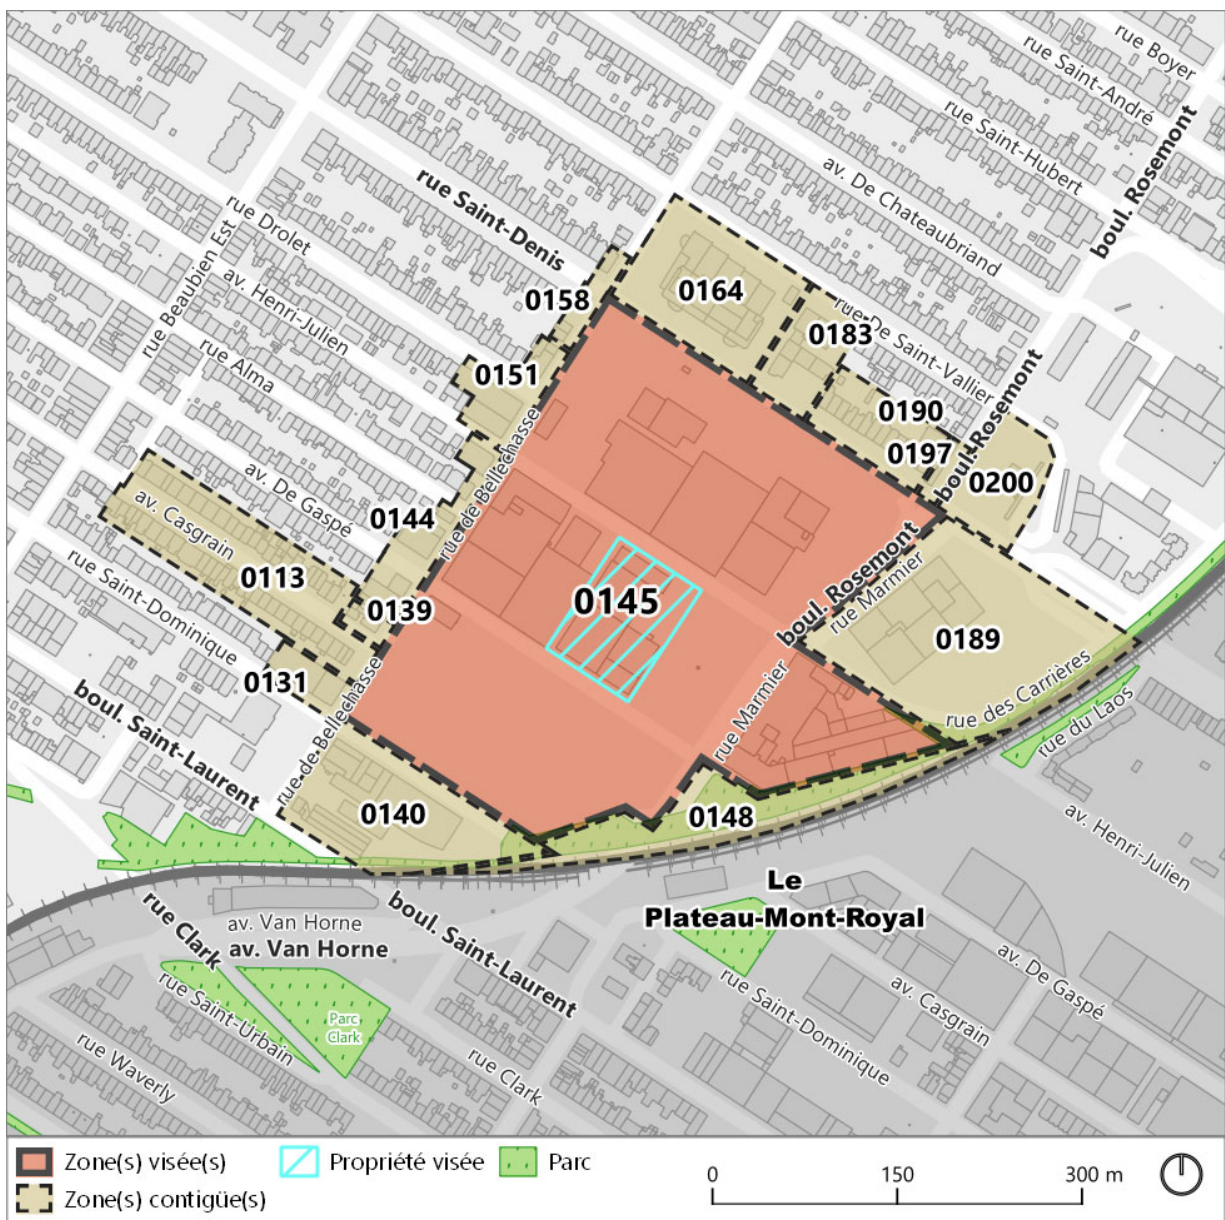 rue Boyer
rue Saint-André
rue Saint-Hubert
boul. Rosemont
av. De Chateaubriand
rue Saint-Denis
rue Drolet
rue Beaubien Est
av. Henri-Julien
rue Alma
0164
0158
0183
rue De Saint-Vallier
0151
0190
0197
boul. Rosemont
0200
rue de Bellechasse
av. De Gaspé
0144
av. Casgrain
0113
0139
0145
boul. Rosemont
rue Marmier
0189
rue Saint-Dominique
0131
boul. Saint-Laurent
rue de Bellechasse
rue Marmier
rue des Carrières
rue du Laos
0140
0148
av. Henri-Julien
Le
Plateau-Mont-Royal
rue Clark
av. Van Horne
av. Van Horne
boul. Saint-Laurent
av. De Gaspé
av. Casgrain
rue Saint-Dominique
rue Saint-Urbain
Parc
Clark
rue Waverly
rue Clark
Zone(s) visée(s)
Propriété visée
Parc
Zone(s) contigüe(s)
0 150 300 m